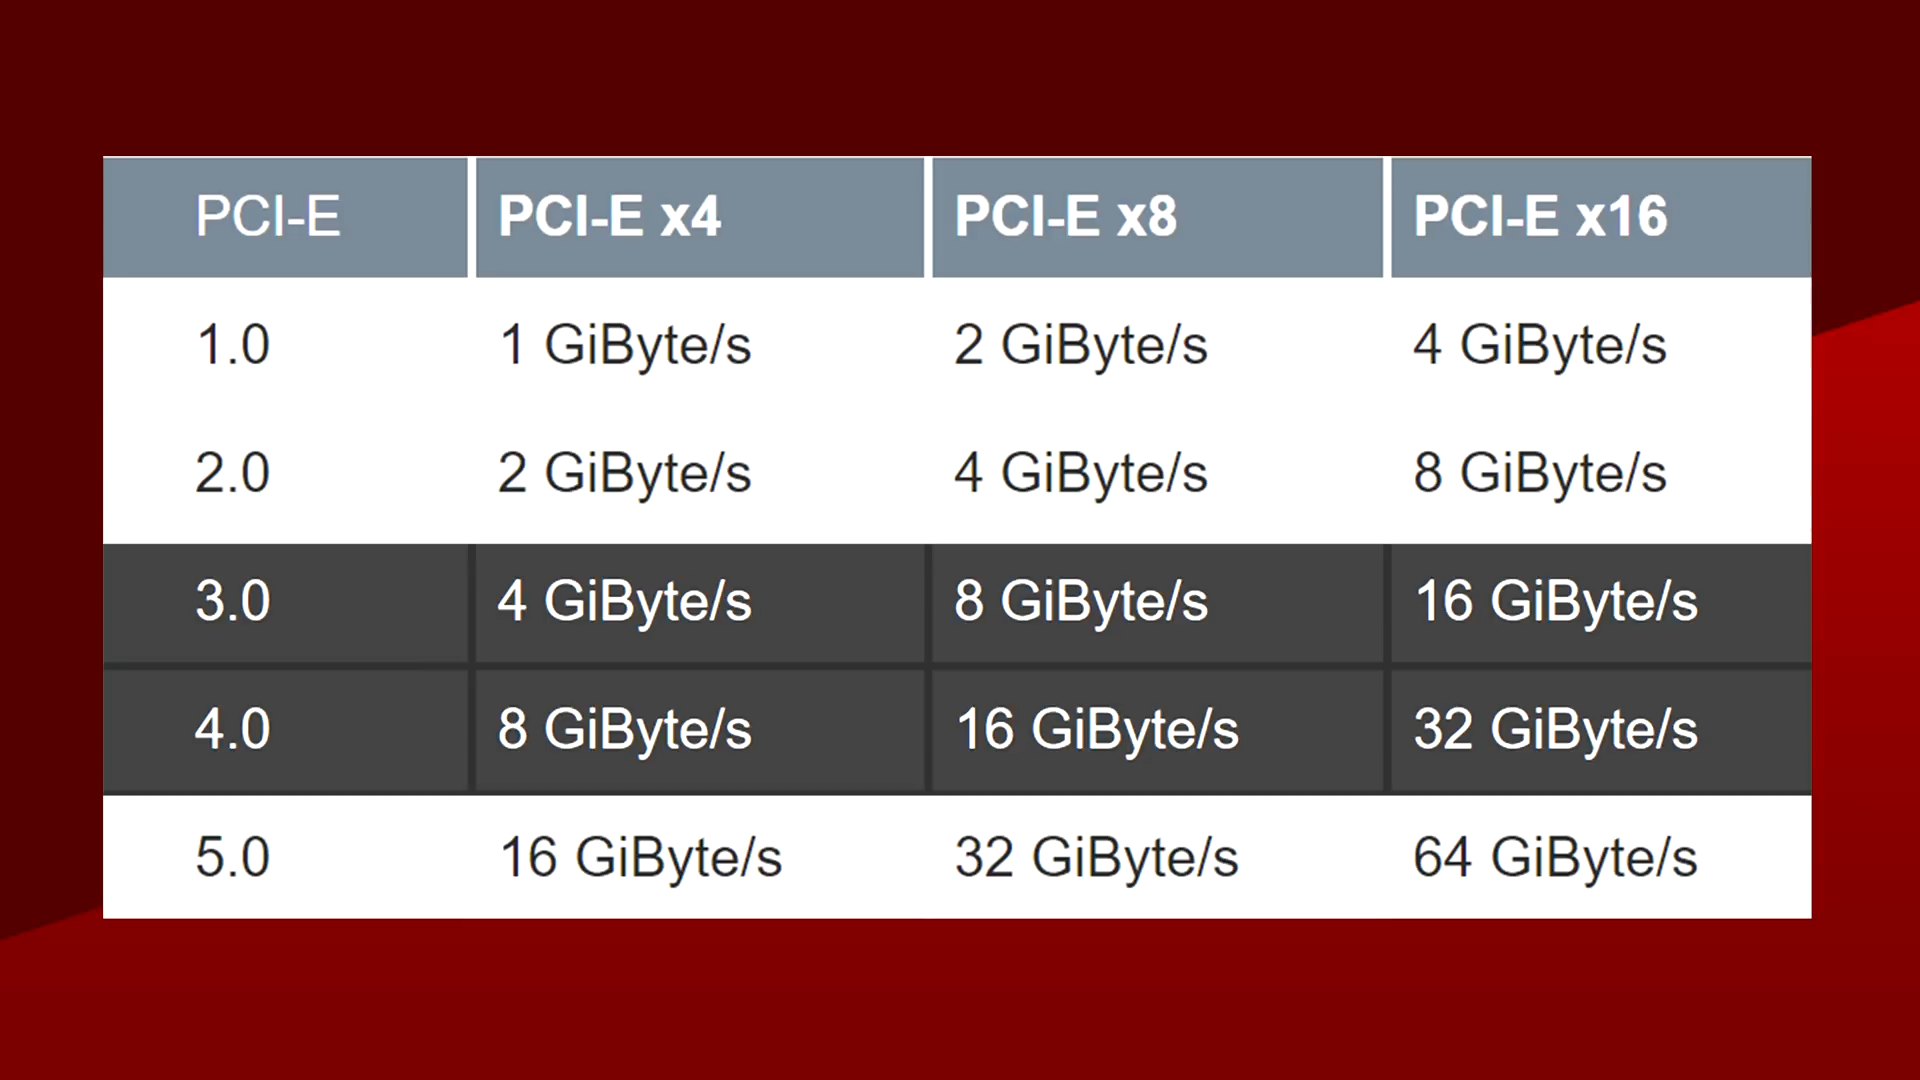 PCI-E PCI-E x4 PCI-E x8 PCI-E x16
1.0 1 GiByte/s 2 GiByte/s 4 GiByte/s
2.0 2 GiByte/s 4 GiByte/s 8 GiByte/s
3.0 4 GiByte/s 8 GiByte/s 16 GiByte/s
4.0 8 GiByte/s 16 GiByte/s 32 GiByte/s
5.0 16 GiByte/s 32 GiByte/s 64 GiByte/s